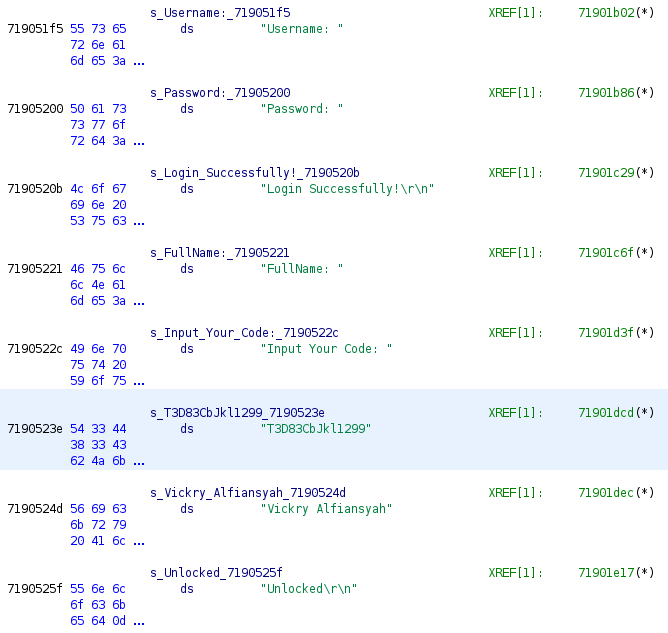 s_Username:_719051f5 XREF[1]: 71901b02(*)
719051f5 55 73 65 ds "Username: "
72 6e 61
6d 65 3a ...
s_Password:_71905200 XREF[1]: 71901b86(*)
71905200 50 61 73 ds "Password: "
73 77 6f
72 64 3a ...
s_Login_Successfully!_7190520b XREF[1]: 71901c29(*)
7190520b 4c 6f 67 ds "Login Successfully!\r\n"
69 6e 20
53 75 63 ...
s_FullName:_71905221 XREF[1]: 71901c6f(*)
71905221 46 75 6c ds "FullName: "
6c 4e 61
6d 65 3a ...
s_Input_Your_Code:_7190522c XREF[1]: 71901d3f(*)
7190522c 49 6e 70 ds "Input Your Code: "
75 74 20
59 6f 75 ...
s_T3D83CbJkl1299_7190523e XREF[1]: 71901dcd(*)
7190523e 54 33 44 ds "T3D83CbJkl1299"
38 33 43
62 4a 6b ...
s_Vickry_Alfiansyah_7190524d XREF[1]: 71901dec(*)
7190524d 56 69 63 ds "Vickry Alfiansyah"
6b 72 79
20 41 6c ...
s_Unlocked_7190525f XREF[1]: 71901e17(*)
7190525f 55 6e 6c ds "Unlocked\r\n"
6f 63 6b
65 64 0d ...